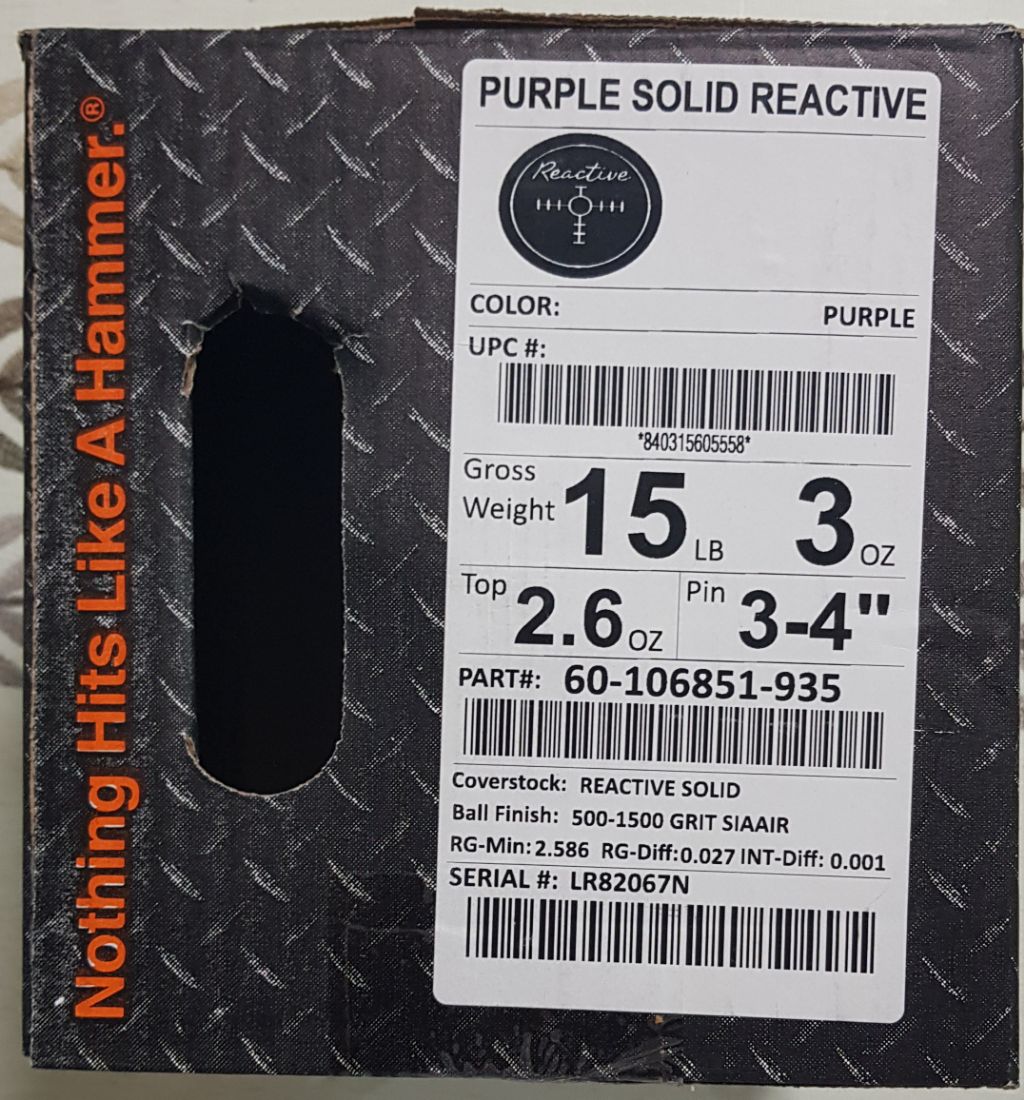 Nothing Hits Like A Hammer.®
PURPLE SOLID REACTIVE
Reactive
COLOR: PURPLE
UPC #:
*840315605558*
Gross Weight 15 LB 3 OZ
Top 2.6 OZ Pin 3-4"
PART#: 60-106851-935
Coverstock: REACTIVE SOLID
Ball Finish: 500-1500 GRIT SIAAIR
RG-Min: 2.586 RG-Diff: 0.027 INT-Diff: 0.001
SERIAL #: LR82067N